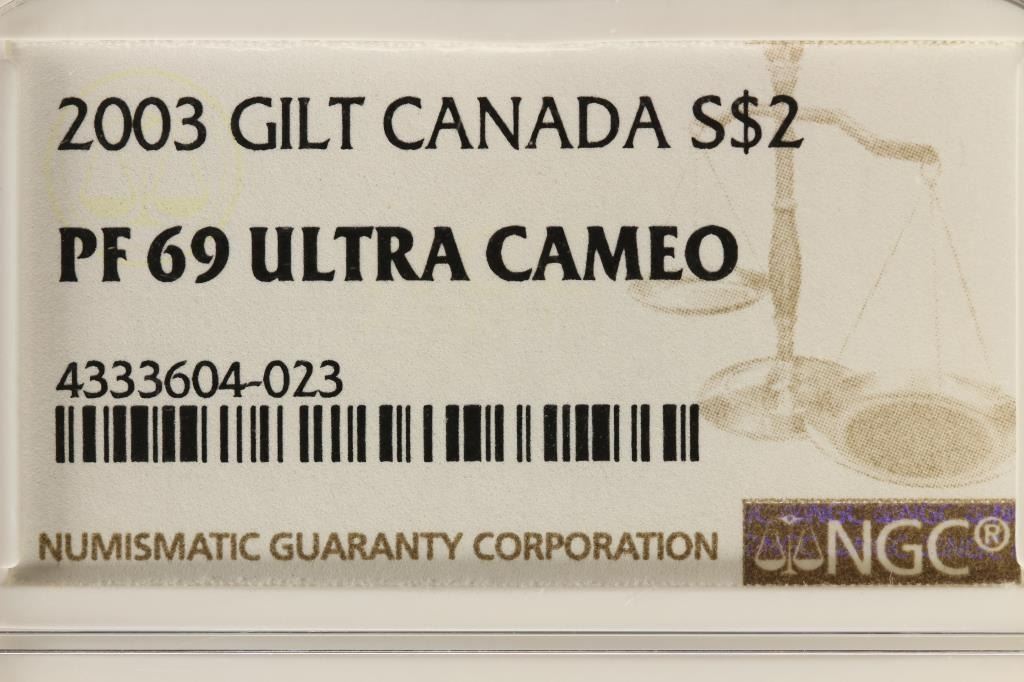 2003 GILT CANADA S$2
PF 69 ULTRA CAMEO
4333604-023
NUMISMATIC GUARANTY CORPORATION
NGC®